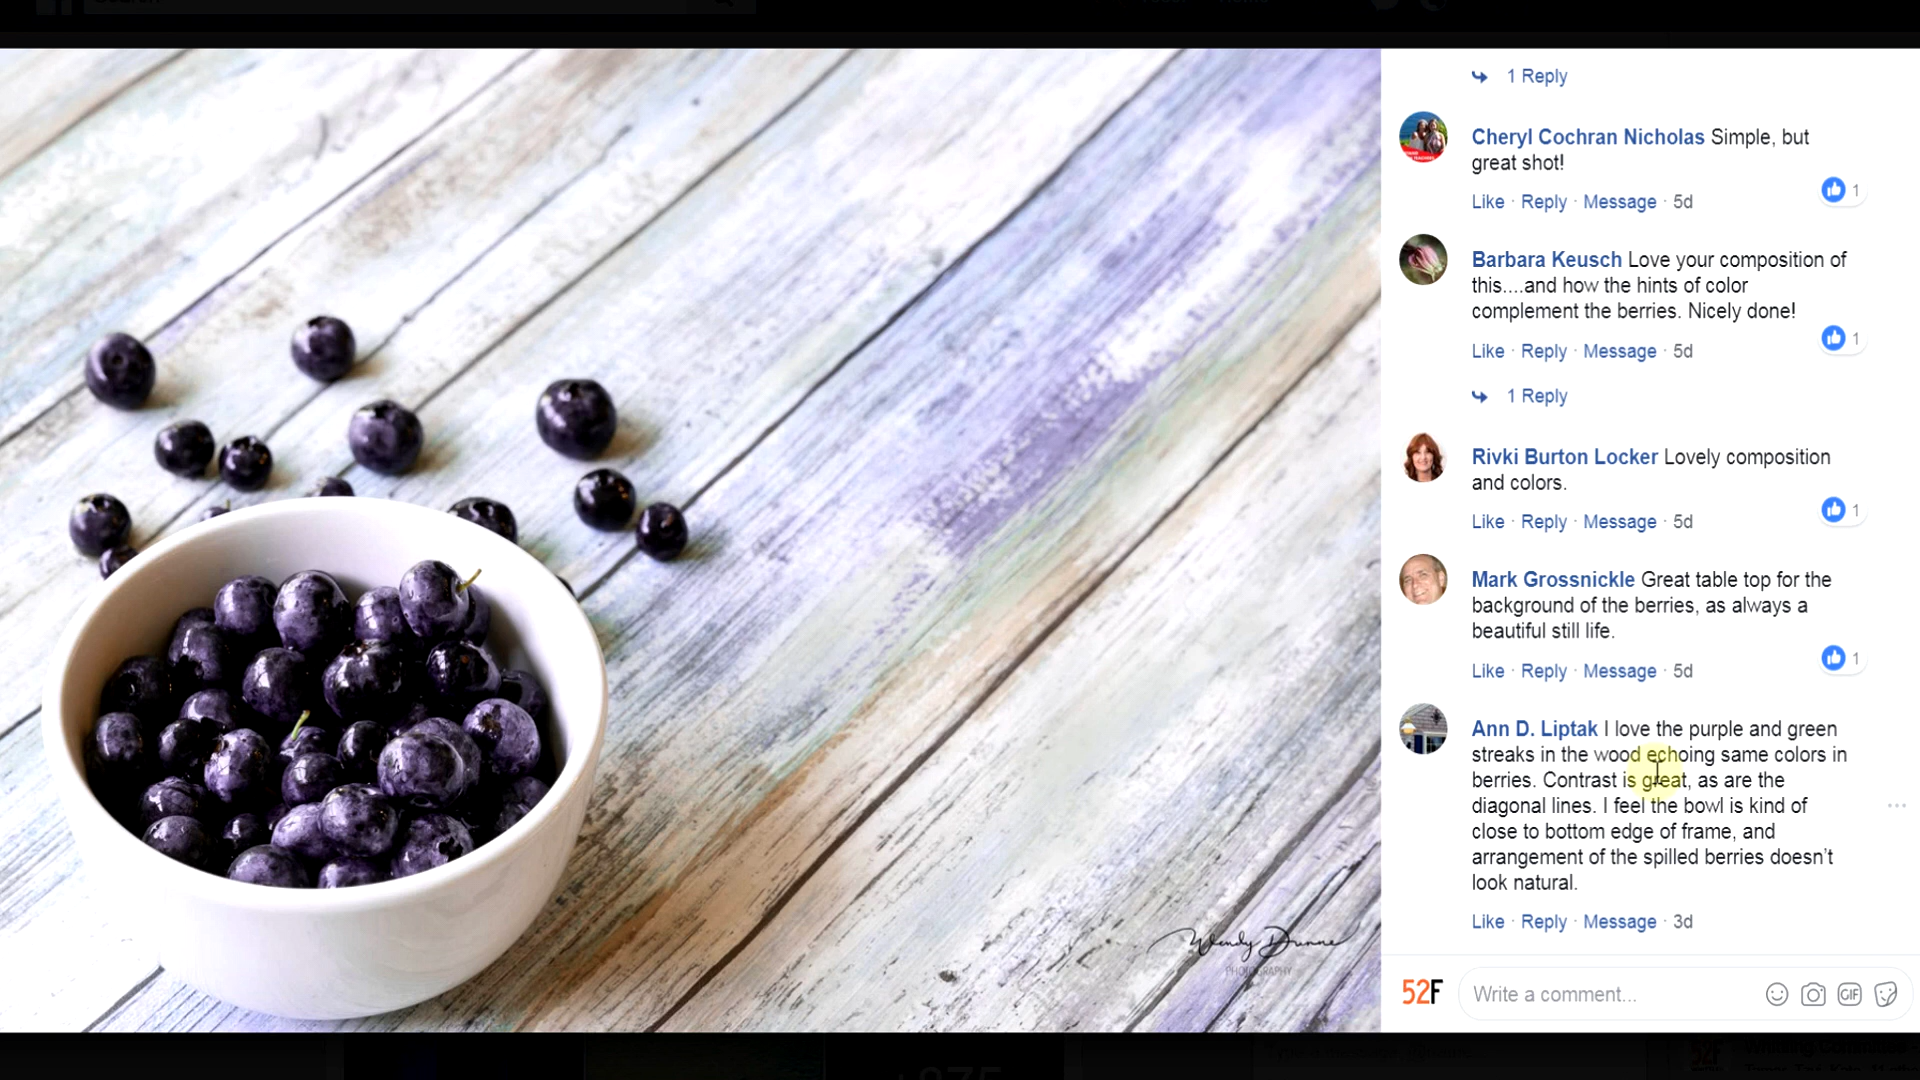 1 Reply
Cheryl Cochran Nicholas Simple, but
great shot!
Like · Reply · Message · 5d
1
Barbara Keusch Love your composition of
this....and how the hints of color
complement the berries. Nicely done!
Like · Reply · Message · 5d
1
1 Reply
Rivki Burton Locker Lovely composition
and colors.
Like · Reply · Message · 5d
1
Mark Grossnickle Great table top for the
background of the berries, as always a
beautiful still life.
Like · Reply · Message · 5d
1
Ann D. Liptak I love the purple and green
streaks in the wood echoing same colors in
berries. Contrast is great, as are the
diagonal lines. I feel the bowl is kind of
close to bottom edge of frame, and
arrangement of the spilled berries doesn't
look natural.
Like · Reply · Message · 3d
52F
Write a comment...
GIF
Wendy Dunne
PHOTOGRAPHY